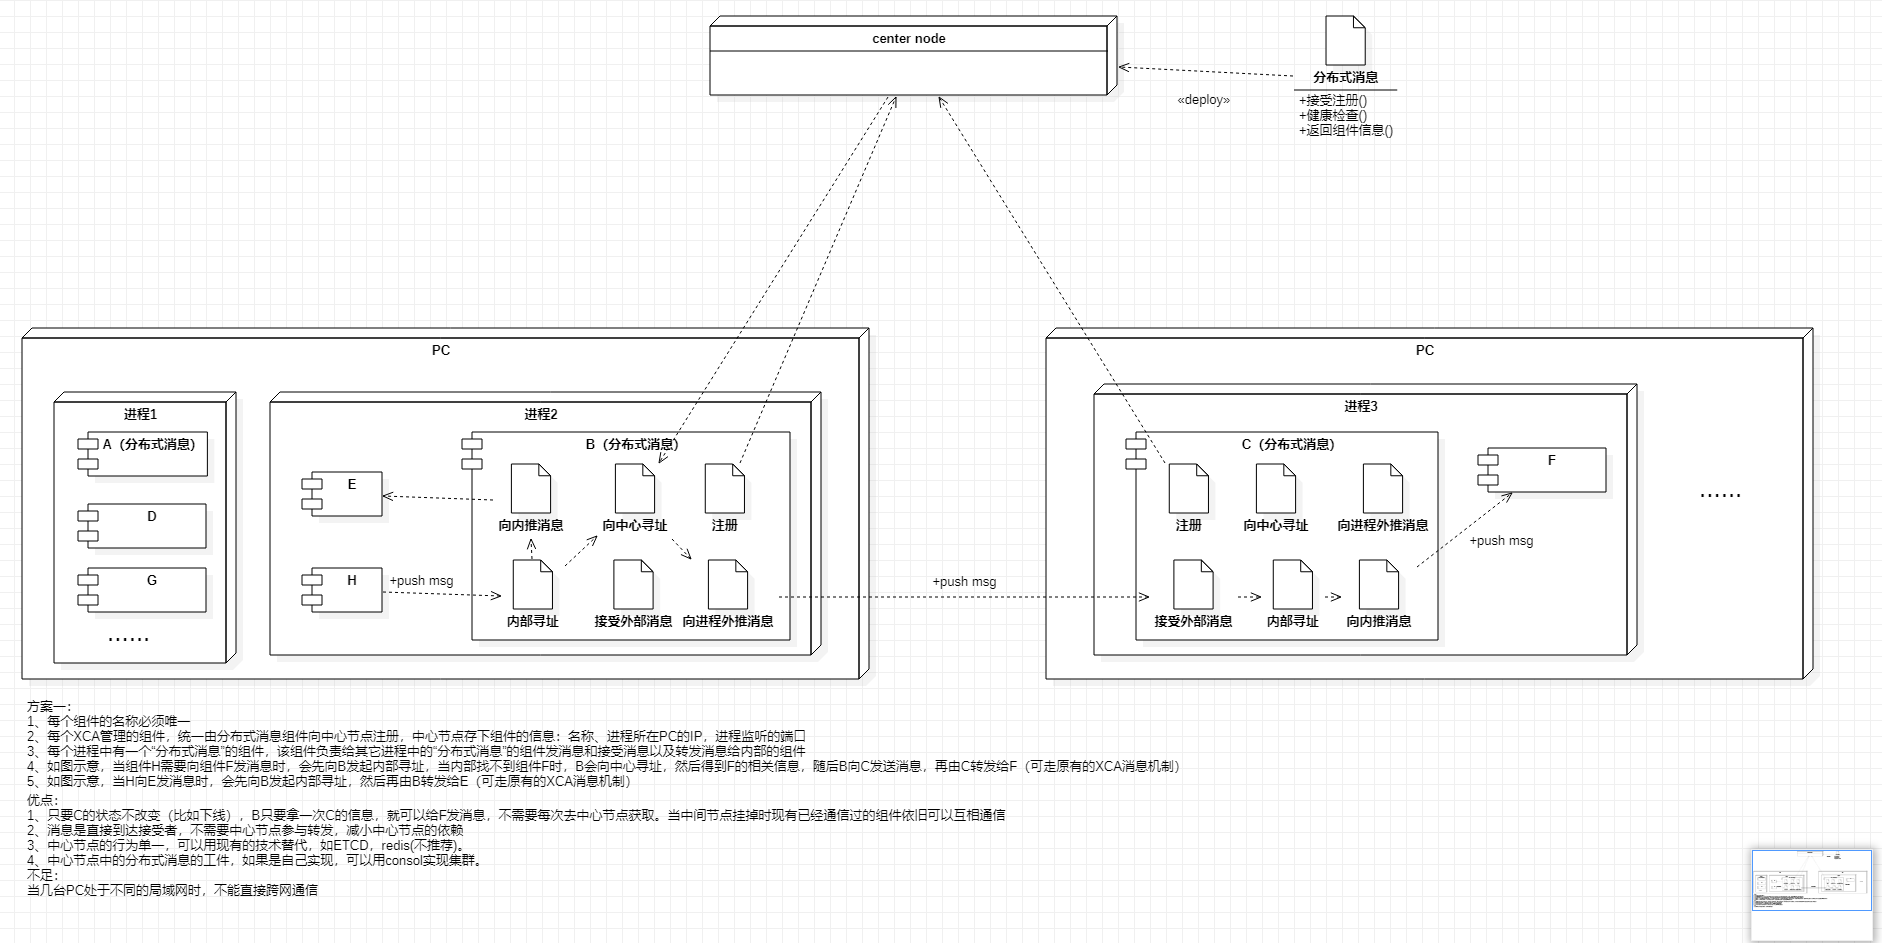 center node
分布式消息
«deploy»
+接受注册()
+健康检查()
+返回组件信息()
PC
进程1
A（分布式消息）
D
G
......
进程2
E
H
+push msg
B（分布式消息）
向内推消息
向中心寻址
注册
内部寻址
接受外部消息
向进程外推消息
+push msg
PC
进程3
C（分布式消息）
注册
向中心寻址
向进程外推消息
接受外部消息
内部寻址
向内推消息
F
+push msg
......
方案一：
1、每个组件的名称必须唯一
2、每个XCA管理的组件，统一由分布式消息组件向中心节点注册，中心节点存下组件的信息：名称、进程所在PC的IP，进程监听的端口
3、每个进程中有一个“分布式消息”的组件，该组件负责给其它进程中的“分布式消息”的组件发消息和接受消息以及转发消息给内部的组件
4、如图示意，当组件H需要向组件F发消息时，会先向B发起内部寻址，当内部找不到组件F时，B会向中心寻址，然后得到F的相关信息，随后B向C发送消息，再由C转发给F（可走原有的XCA消息机制）
5、如图示意，当H向E发消息时，会先向B发起内部寻址，然后再由B转发给E（可走原有的XCA消息机制）
优点：
1、只要C的状态不改变（比如下线），B只要拿一次C的信息，就可以给F发消息，不需要每次去中心节点获取。当中间节点挂掉时现有已经通信过的组件依旧可以互相通信
2、消息是直接到达接受者，不需要中心节点参与转发，减小中心节点的依赖
3、中心节点的行为单一，可以用现有的技术替代，如ETCD，redis(不推荐)。
4、中心节点中的分布式消息的工件，如果是自己实现，可以用consol实现集群。
不足：
当几台PC处于不同的局域网时，不能直接跨网通信